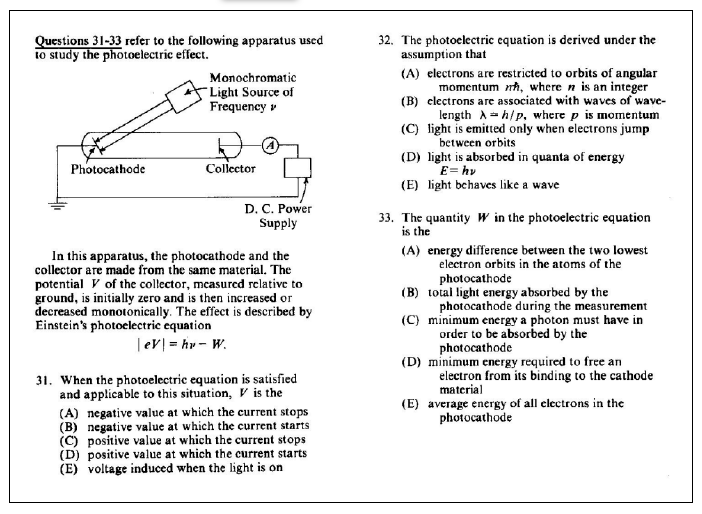 Questions 31-33 refer to the following apparatus used
to study the photoelectric effect.
Monochromatic
Light Source of
Frequency ν
A
Photocathode
Collector
D. C. Power
Supply
In this apparatus, the photocathode and the
collector are made from the same material. The
potential V of the collector, measured relative to
ground, is initially zero and is then increased or
decreased monotonically. The effect is described by
Einstein's photoelectric equation
| eV| = hν − W.
31. When the photoelectric equation is satisfied
and applicable to this situation, V is the
(A) negative value at which the current stops
(B) negative value at which the current starts
(C) positive value at which the current stops
(D) positive value at which the current starts
(E) voltage induced when the light is on
32. The photoelectric equation is derived under the
assumption that
(A) electrons are restricted to orbits of angular
momentum nħ, where n is an integer
(B) electrons are associated with waves of wave-
length λ = h/p, where p is momentum
(C) light is emitted only when electrons jump
between orbits
(D) light is absorbed in quanta of energy
E = hν
(E) light behaves like a wave
33. The quantity W in the photoelectric equation
is the
(A) energy difference between the two lowest
electron orbits in the atoms of the
photocathode
(B) total light energy absorbed by the
photocathode during the measurement
(C) minimum energy a photon must have in
order to be absorbed by the
photocathode
(D) minimum energy required to free an
electron from its binding to the cathode
material
(E) average energy of all electrons in the
photocathode